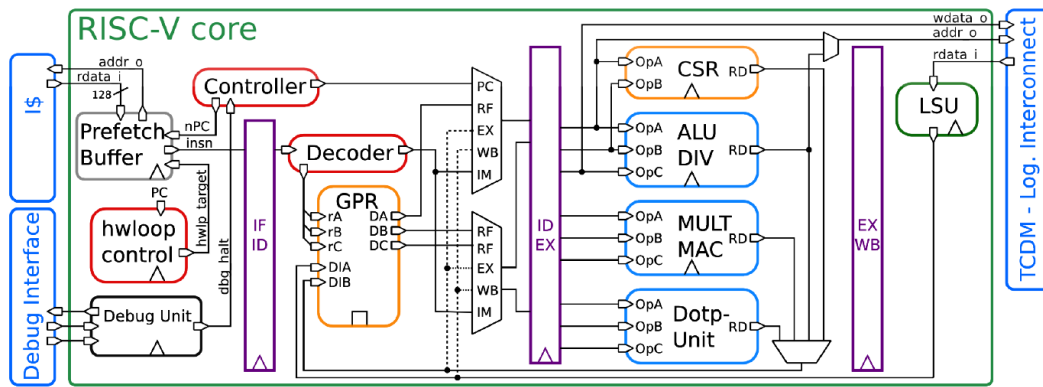 RISC-V core
wdata_o
addr_o
rdata_i
addr_o
rdata_i
128
I$
Prefetch
Buffer
nPC
insn
Controller
Decoder
PC
hwloop
control
hwlp_target
dbg_halt
Debug Interface
Debug Unit
IF
ID
GPR
rA
rB
rC
DIA
DIB
DA
DB
DC
PC
RF
EX
WB
IM
RF
RF
EX
WB
IM
ID
EX
OpA
OpB
CSR
RD
OpA
OpB
OpC
ALU
DIV
RD
OpA
OpB
OpC
MULT
MAC
RD
OpA
OpB
OpC
Dotp-
Unit
RD
EX
WB
LSU
TCDM - Log. Interconnect